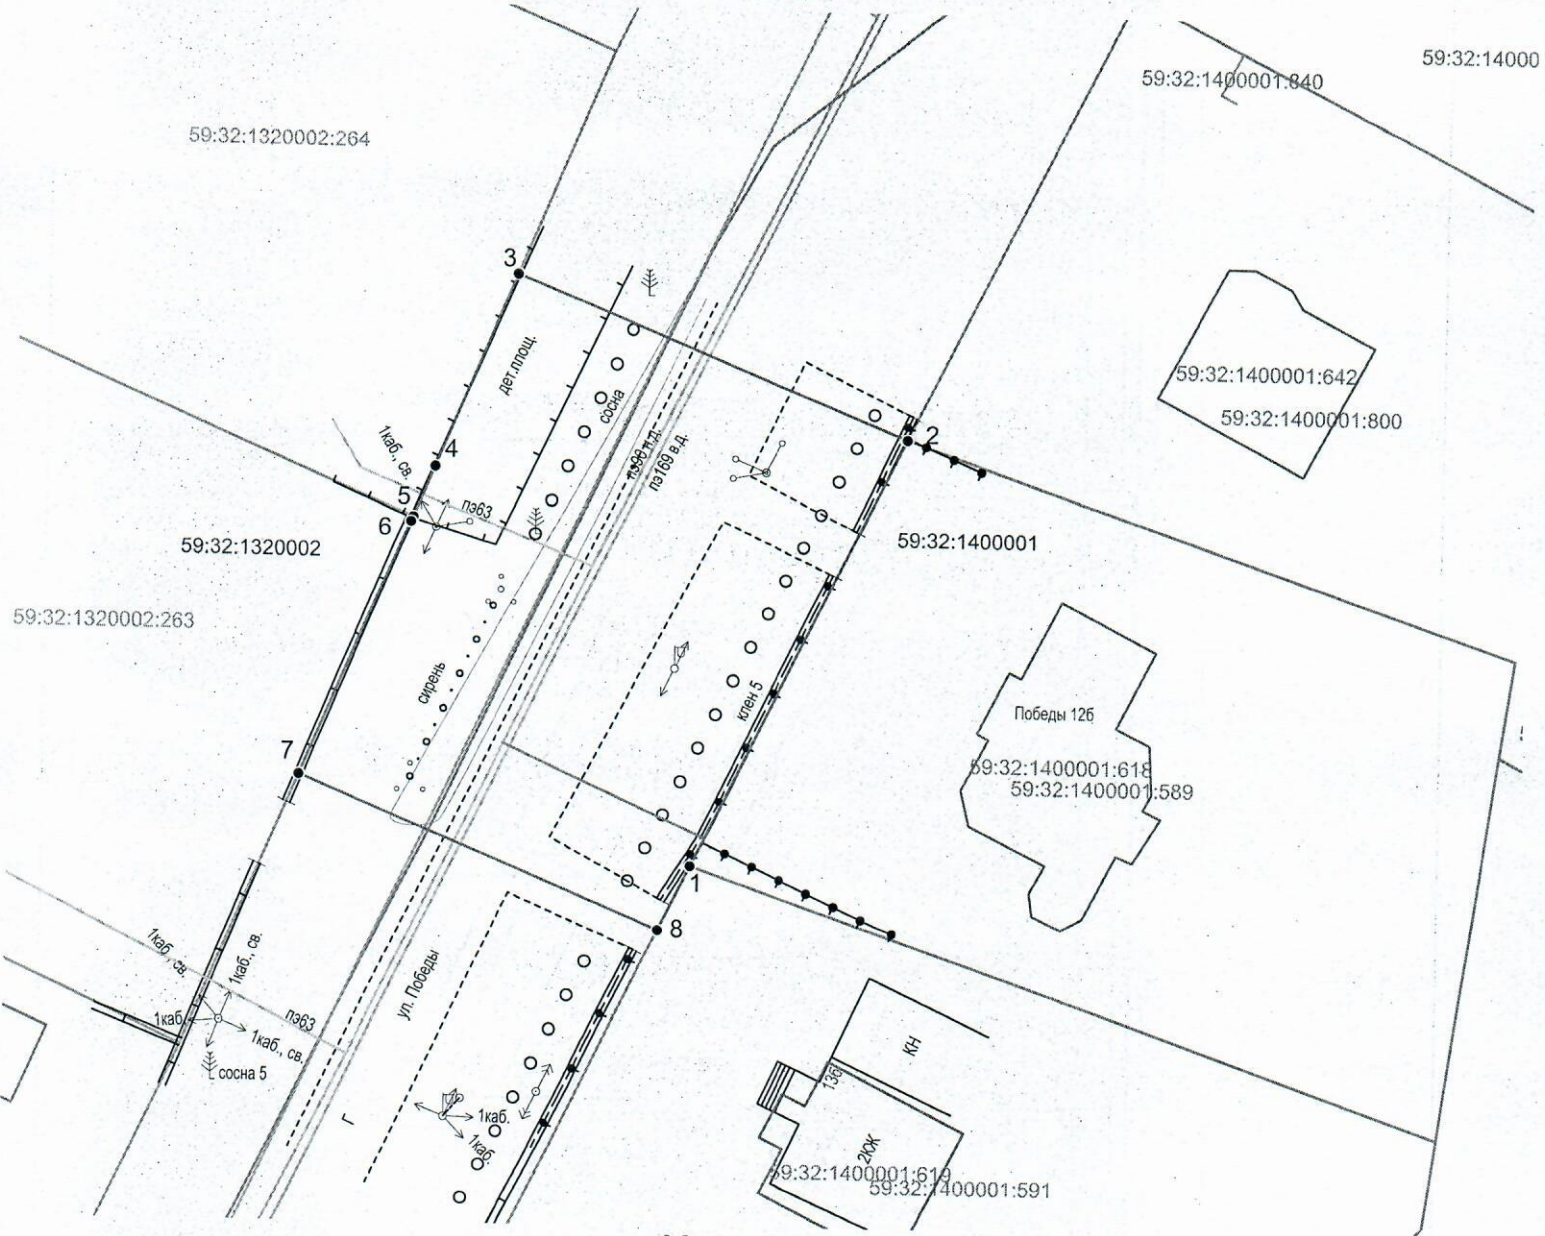 59:32:14000
59:32:1400001:840
59:32:1320002:264
3
дет.площ.
59:32:1400001:642
59:32:1400001:800
сосна
1каб., св.
4
2
пэ90 н.д.
пэ169 в.д.
5
пэ63
6
59:32:1320002
59:32:1400001
59:32:1320002:263
сирень
клен 5
Победы 12б
7
59:32:1400001:618
59:32:1400001:589
1
8
1каб., св.
1каб., св.
ул. Победы
1каб.
пэ63
1каб., св.
сосна 5
КН
13б
Г
1каб.
1каб.
2КЖ
59:32:1400001:619
59:32:1400001:591